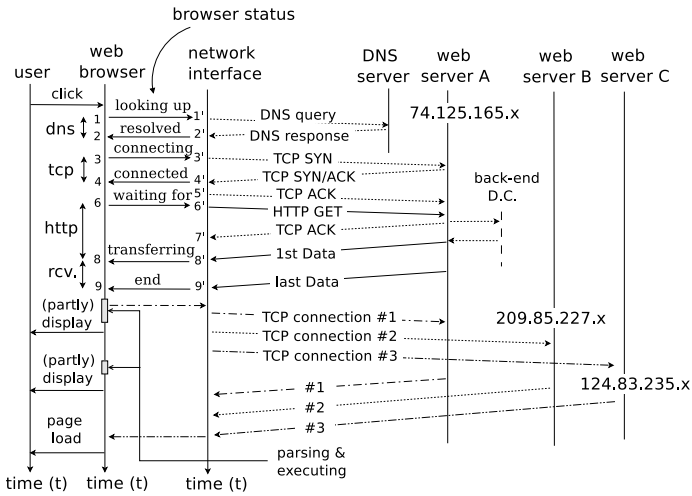 browser status
user
web
browser
network
interface
DNS
server
web
server A
web
server B
web
server C
click
looking up
1
1'
DNS query
74.125.165.x
dns
resolved
2
2'
DNS response
connecting
3
3'
TCP SYN
tcp
connected
4
4'
TCP SYN/ACK
back-end
D.C.
waiting for
5'
TCP ACK
6
6'
HTTP GET
http
7'
TCP ACK
transferring
8
8'
1st Data
rcv.
end
9
9'
last Data
(partly)
display
TCP connection #1
209.85.227.x
TCP connection #2
TCP connection #3
(partly)
display
124.83.235.x
#1
#2
page
load
#3
parsing &
executing
time (t)
time (t)
time (t)